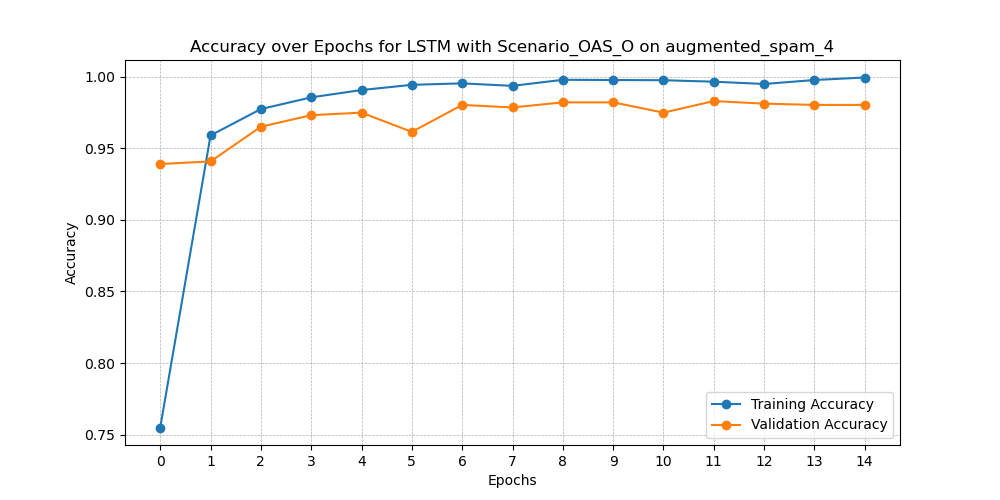 Accuracy over Epochs for LSTM with Scenario_OAS_O on augmented_spam_4
1.00
0.95
0.90
0.85
0.80
0.75
Accuracy
0 1 2 3 4 5 6 7 8 9 10 11 12 13 14
Epochs
Training Accuracy
Validation Accuracy